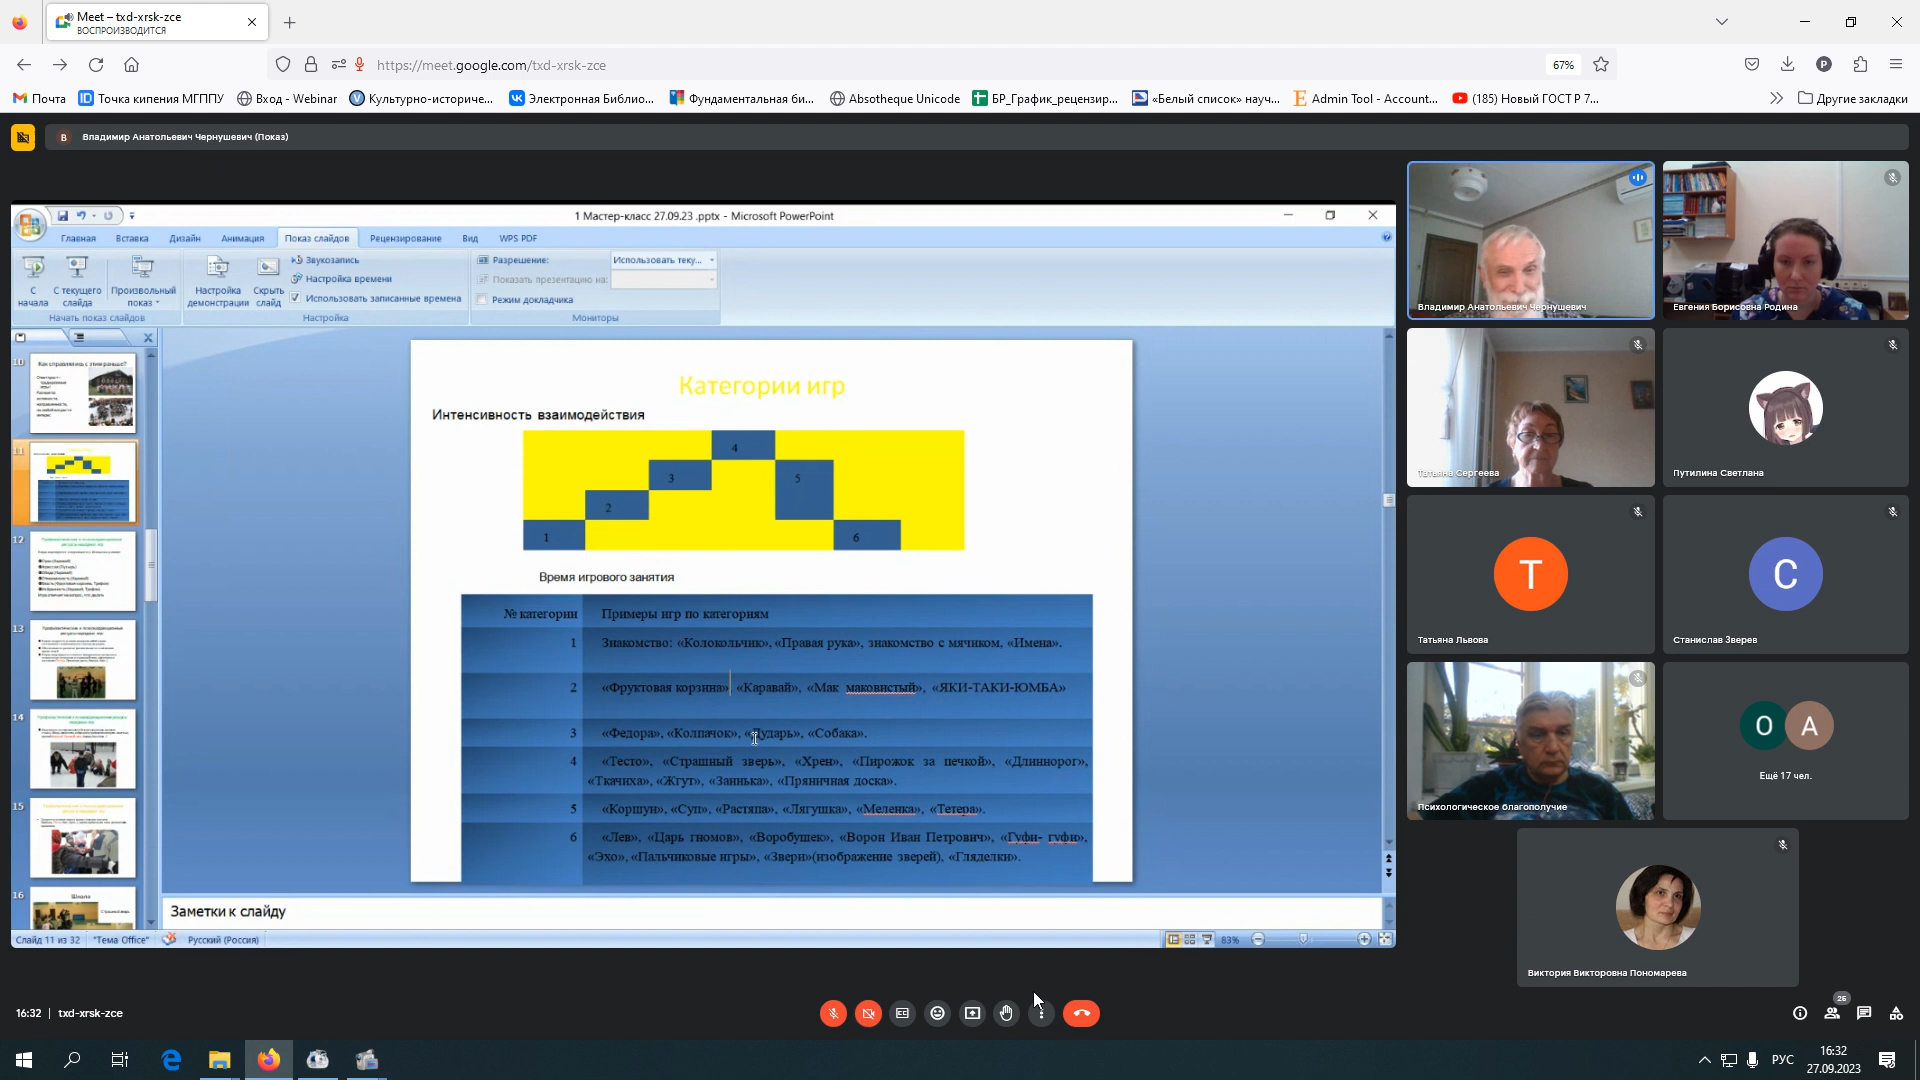 Meet – txd-xrsk-zce
ВОСПРОИЗВОДИТСЯ
https://meet.google.com/txd-xrsk-zce
67%
P
Почта
Точка кипения МГППУ
Вход - Webinar
Культурно-историче...
Электронная Библио...
Фундаментальная би...
Absotheque Unicode
БР_График_рецензир...
«Белый список» науч...
Admin Tool - Account...
(185) Новый ГОСТ Р 7...
Другие закладки
В
Владимир Анатольевич Чернушевич (Показ)
1 Мастер-класс 27.09.23 .pptx - Microsoft PowerPoint
Главная
Вставка
Дизайн
Анимация
Показ слайдов
Рецензирование
Вид
WPS PDF
С начала
С текущего слайда
Произвольный показ
Начать показ слайдов
Настройка демонстрации
Скрыть слайд
Звукозапись
Настройка времени
Использовать записанные времена
Настройка
Разрешение:
Использовать теку...
Показать презентацию на:
Режим докладчика
Мониторы
10
11
12
13
14
15
16
Школа
Категории игр
Интенсивность взаимодействия
4
3
5
2
1
6
Время игрового занятия
№ категории Примеры игр по категориям
1 Знакомство: «Колокольчик», «Правая рука», знакомство с мячиком, «Имена».
2 «Фруктовая корзина» «Каравай», «Мак маковистый», «ЯКИ-ТАКИ-ЮМБА»
3 «Федора», «Колпачок», «Дударь», «Собака».
4 «Тесто», «Страшный зверь», «Хрен», «Пирожок за печкой», «Длиннорог»,
«Ткачиха», «Жгут», «Заинька», «Пряничная доска».
5 «Коршун», «Суп», «Растяпа», «Лягушка», «Меленка», «Тетера».
6 «Лев», «Царь гномов», «Воробушек», «Ворон Иван Петрович», «Гуфи- гуфи»,
«Эхо», «Пальчиковые игры», «Звери»(изображение зверей), «Гляделки».
Заметки к слайду
Слайд 11 из 32
"Тема Office"
Русский (Россия)
83%
Владимир Анатольевич Чернушевич
Евгения Борисовна Родина
Татьяна Сергеева
Путилина Светлана
Т
Татьяна Львова
С
Станислав Зверев
Психологическое благополучие
О
А
Ещё 17 чел.
Виктория Викторовна Пономарева
16:32 | txd-xrsk-zce
26
РУС
16:32
27.09.2023